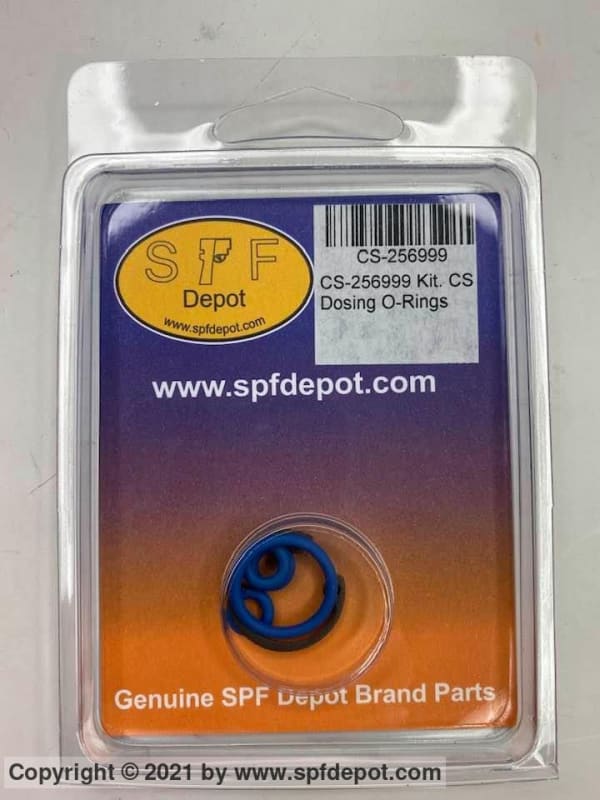 S F
Depot
www.spfdepot.com
CS-256999
CS-256999 Kit. CS
Dosing O-Rings
www.spfdepot.com
Genuine SPF Depot Brand Parts
Copyright © 2021 by www.spfdepot.com